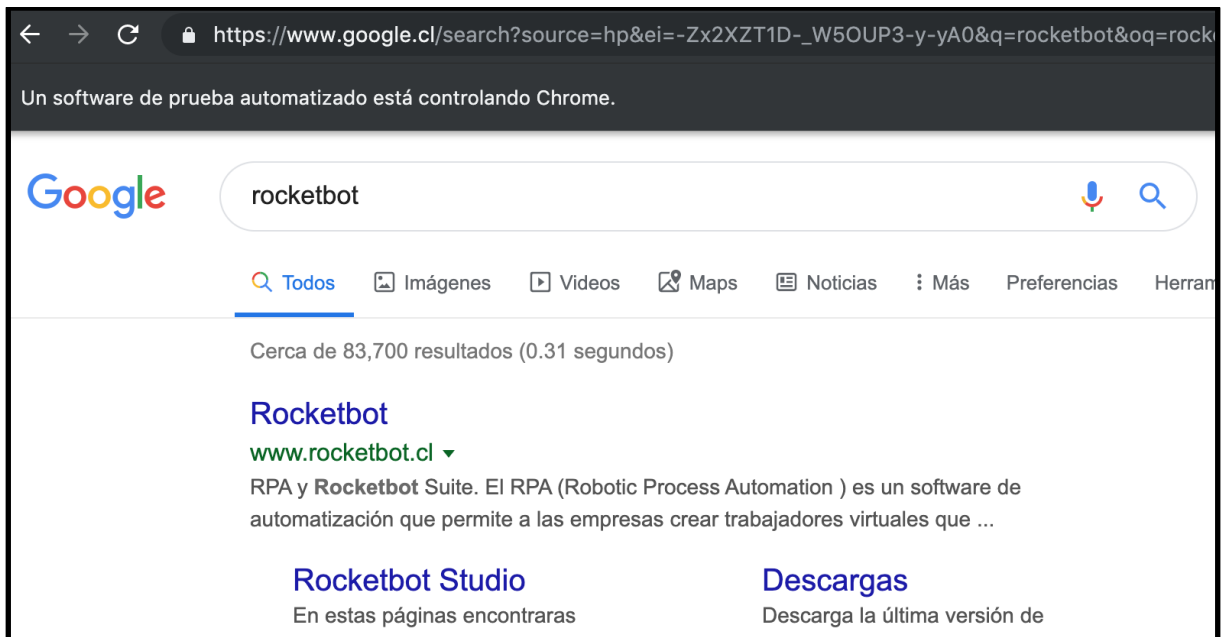 https://www.google.cl/search?source=hp&ei=-Zx2XZT1D-_W5OUP3-y-yA0&q=rocketbot&oq=rock
Un software de prueba automatizado está controlando Chrome.
Google rocketbot
Todos Imágenes Videos Maps Noticias Más Preferencias Herram
Cerca de 83,700 resultados (0.31 segundos)
Rocketbot
www.rocketbot.cl
RPA y Rocketbot Suite. El RPA (Robotic Process Automation ) es un software de
automatización que permite a las empresas crear trabajadores virtuales que ...
Rocketbot Studio Descargas
En estas páginas encontraras Descarga la última versión de